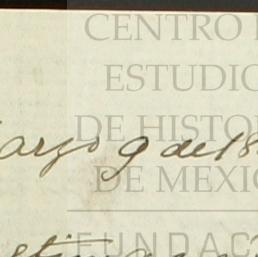 CENTRO
ESTUDIO
DE HISTO
arzo 9 de 18
DE MEXIC
FUNDAC